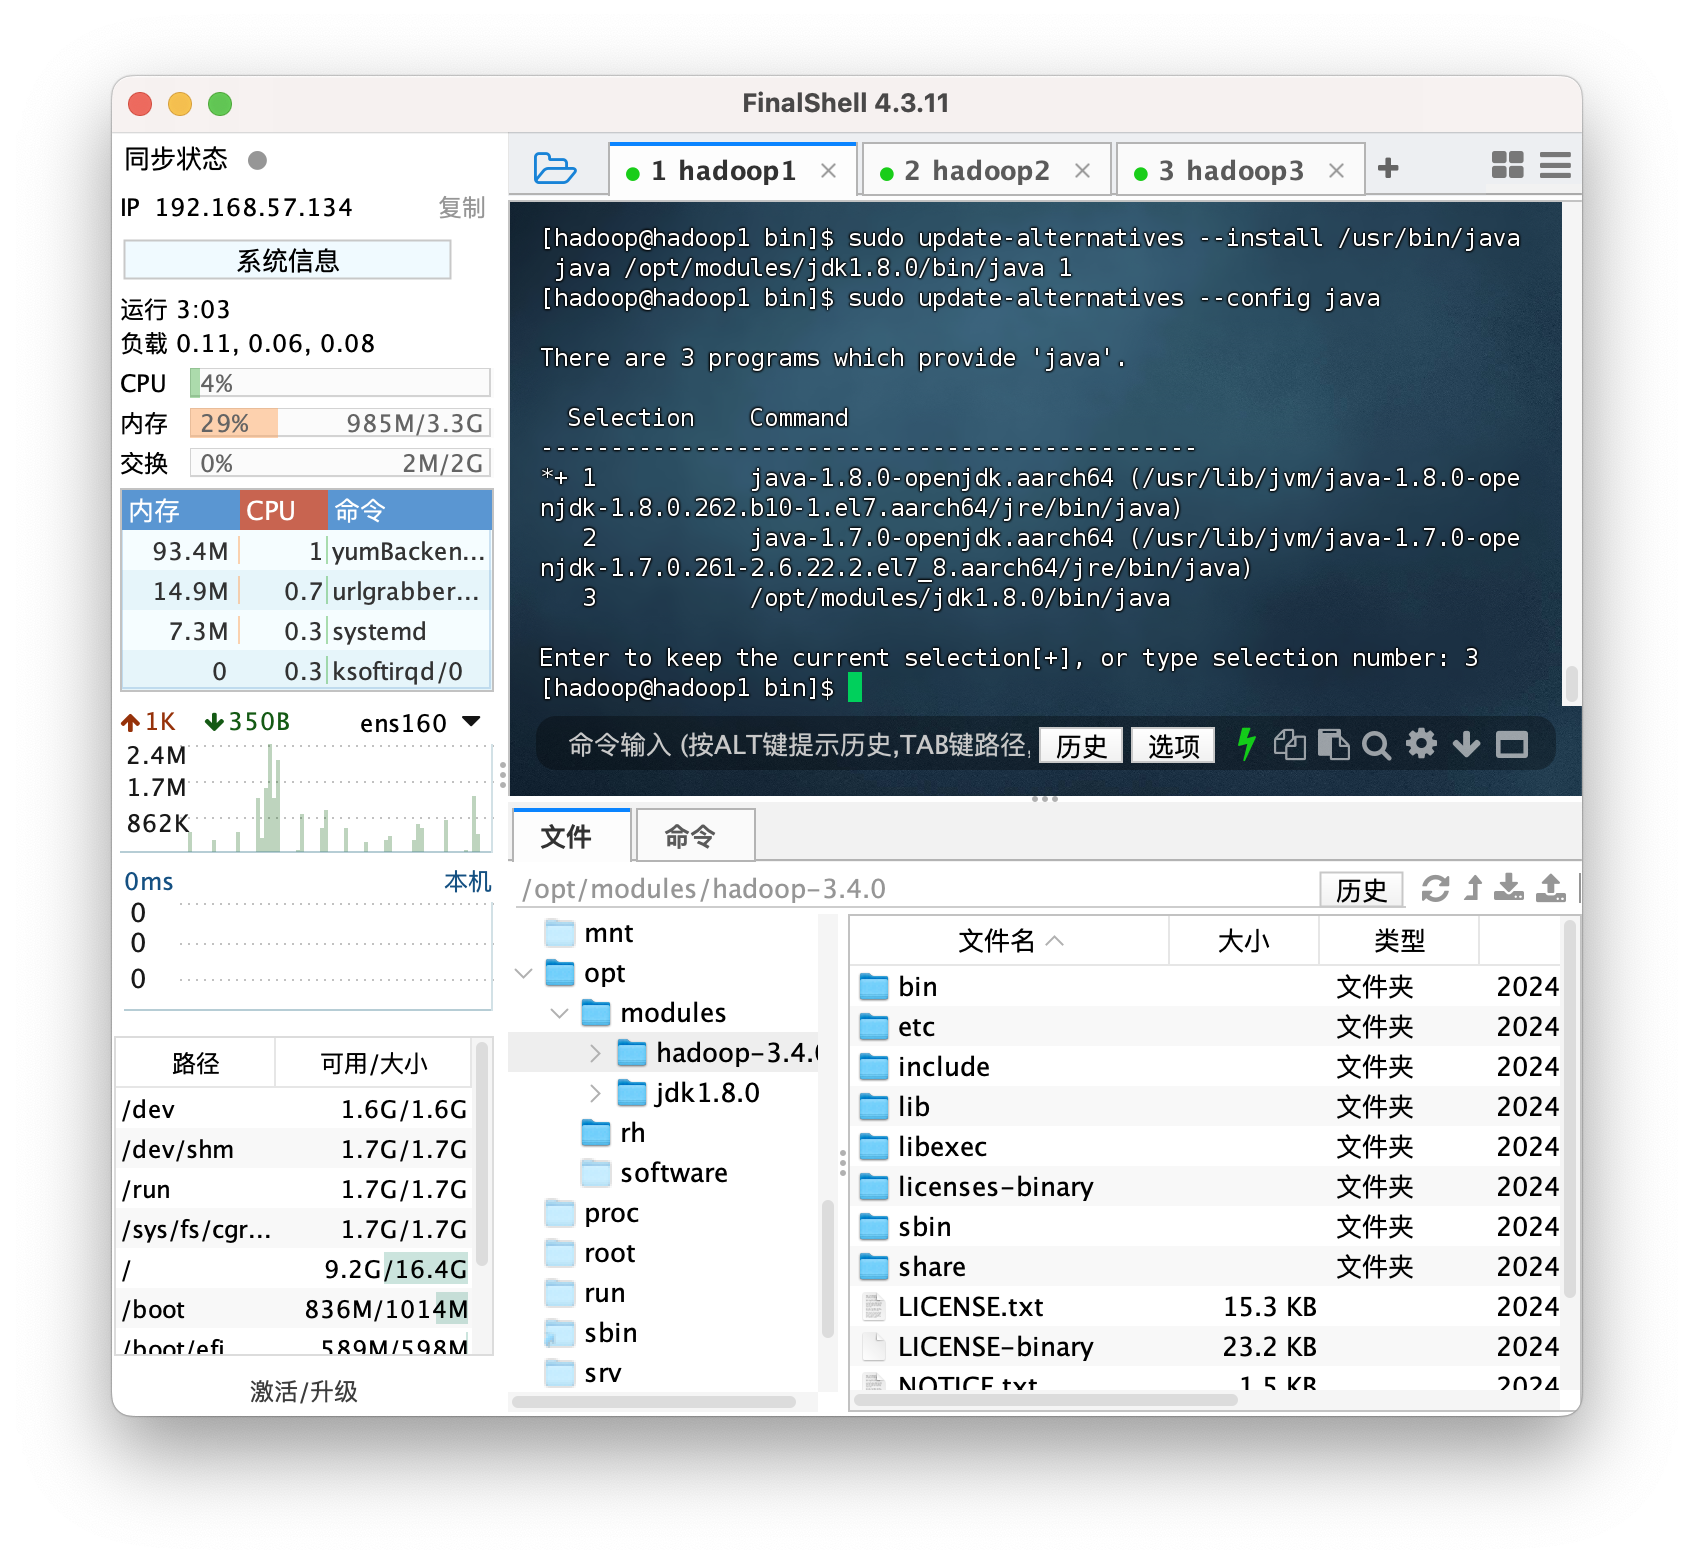 FinalShell 4.3.11
同步状态
IP 192.168.57.134 复制
系统信息
运行 3:03
负载 0.11, 0.06, 0.08
CPU 4%
内存 29% 985M/3.3G
交换 0% 2M/2G
内存 CPU 命令
93.4M 1 yumBacken...
14.9M 0.7 urlgrabber...
7.3M 0.3 systemd
0 0.3 ksoftirqd/0
1K 350B ens160
2.4M
1.7M
862K
0ms 本机
0
0
0
路径 可用/大小
/dev 1.6G/1.6G
/dev/shm 1.7G/1.7G
/run 1.7G/1.7G
/sys/fs/cgr... 1.7G/1.7G
/ 9.2G/16.4G
/boot 836M/1014M
/boot/efi 589M/598M
激活/升级
1 hadoop1 2 hadoop2 3 hadoop3
[hadoop@hadoop1 bin]$ sudo update-alternatives --install /usr/bin/java
java /opt/modules/jdk1.8.0/bin/java 1
[hadoop@hadoop1 bin]$ sudo update-alternatives --config java
There are 3 programs which provide 'java'.
Selection Command
-----------------------------------------------
*+ 1 java-1.8.0-openjdk.aarch64 (/usr/lib/jvm/java-1.8.0-ope
njdk-1.8.0.262.b10-1.el7.aarch64/jre/bin/java)
2 java-1.7.0-openjdk.aarch64 (/usr/lib/jvm/java-1.7.0-ope
njdk-1.7.0.261-2.6.22.2.el7_8.aarch64/jre/bin/java)
3 /opt/modules/jdk1.8.0/bin/java
Enter to keep the current selection[+], or type selection number: 3
[hadoop@hadoop1 bin]$
命令输入 (按ALT键提示历史,TAB键路径, 历史 选项
文件 命令
/opt/modules/hadoop-3.4.0 历史
mnt
opt
modules
hadoop-3.4.0
jdk1.8.0
rh
software
proc
root
run
sbin
srv
文件名 大小 类型
bin 文件夹 2024
etc 文件夹 2024
include 文件夹 2024
lib 文件夹 2024
libexec 文件夹 2024
licenses-binary 文件夹 2024
sbin 文件夹 2024
share 文件夹 2024
LICENSE.txt 15.3 KB 2024
LICENSE-binary 23.2 KB 2024
NOTICE.txt 1.5 KB 2024